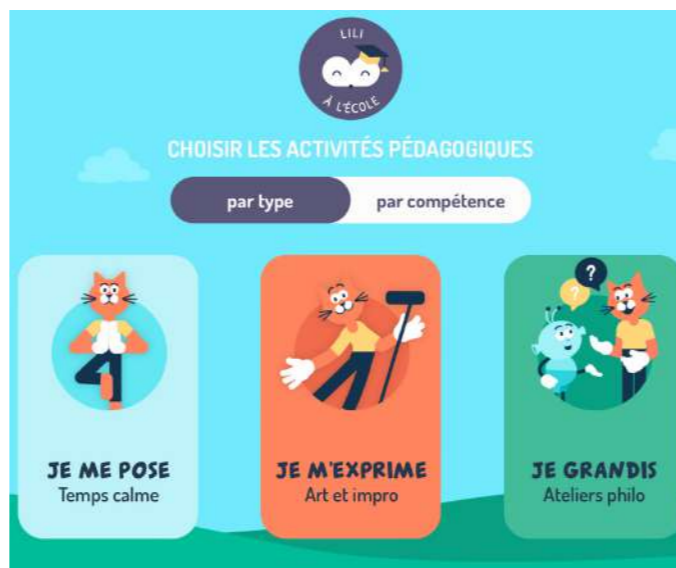 LILI
À L'ÉCOLE
CHOISIR LES ACTIVITÉS PÉDAGOGIQUES
par type
par compétence
JE ME POSE
Temps calme
JE M'EXPRIME
Art et impro
? ?
JE GRANDIS
Ateliers philo